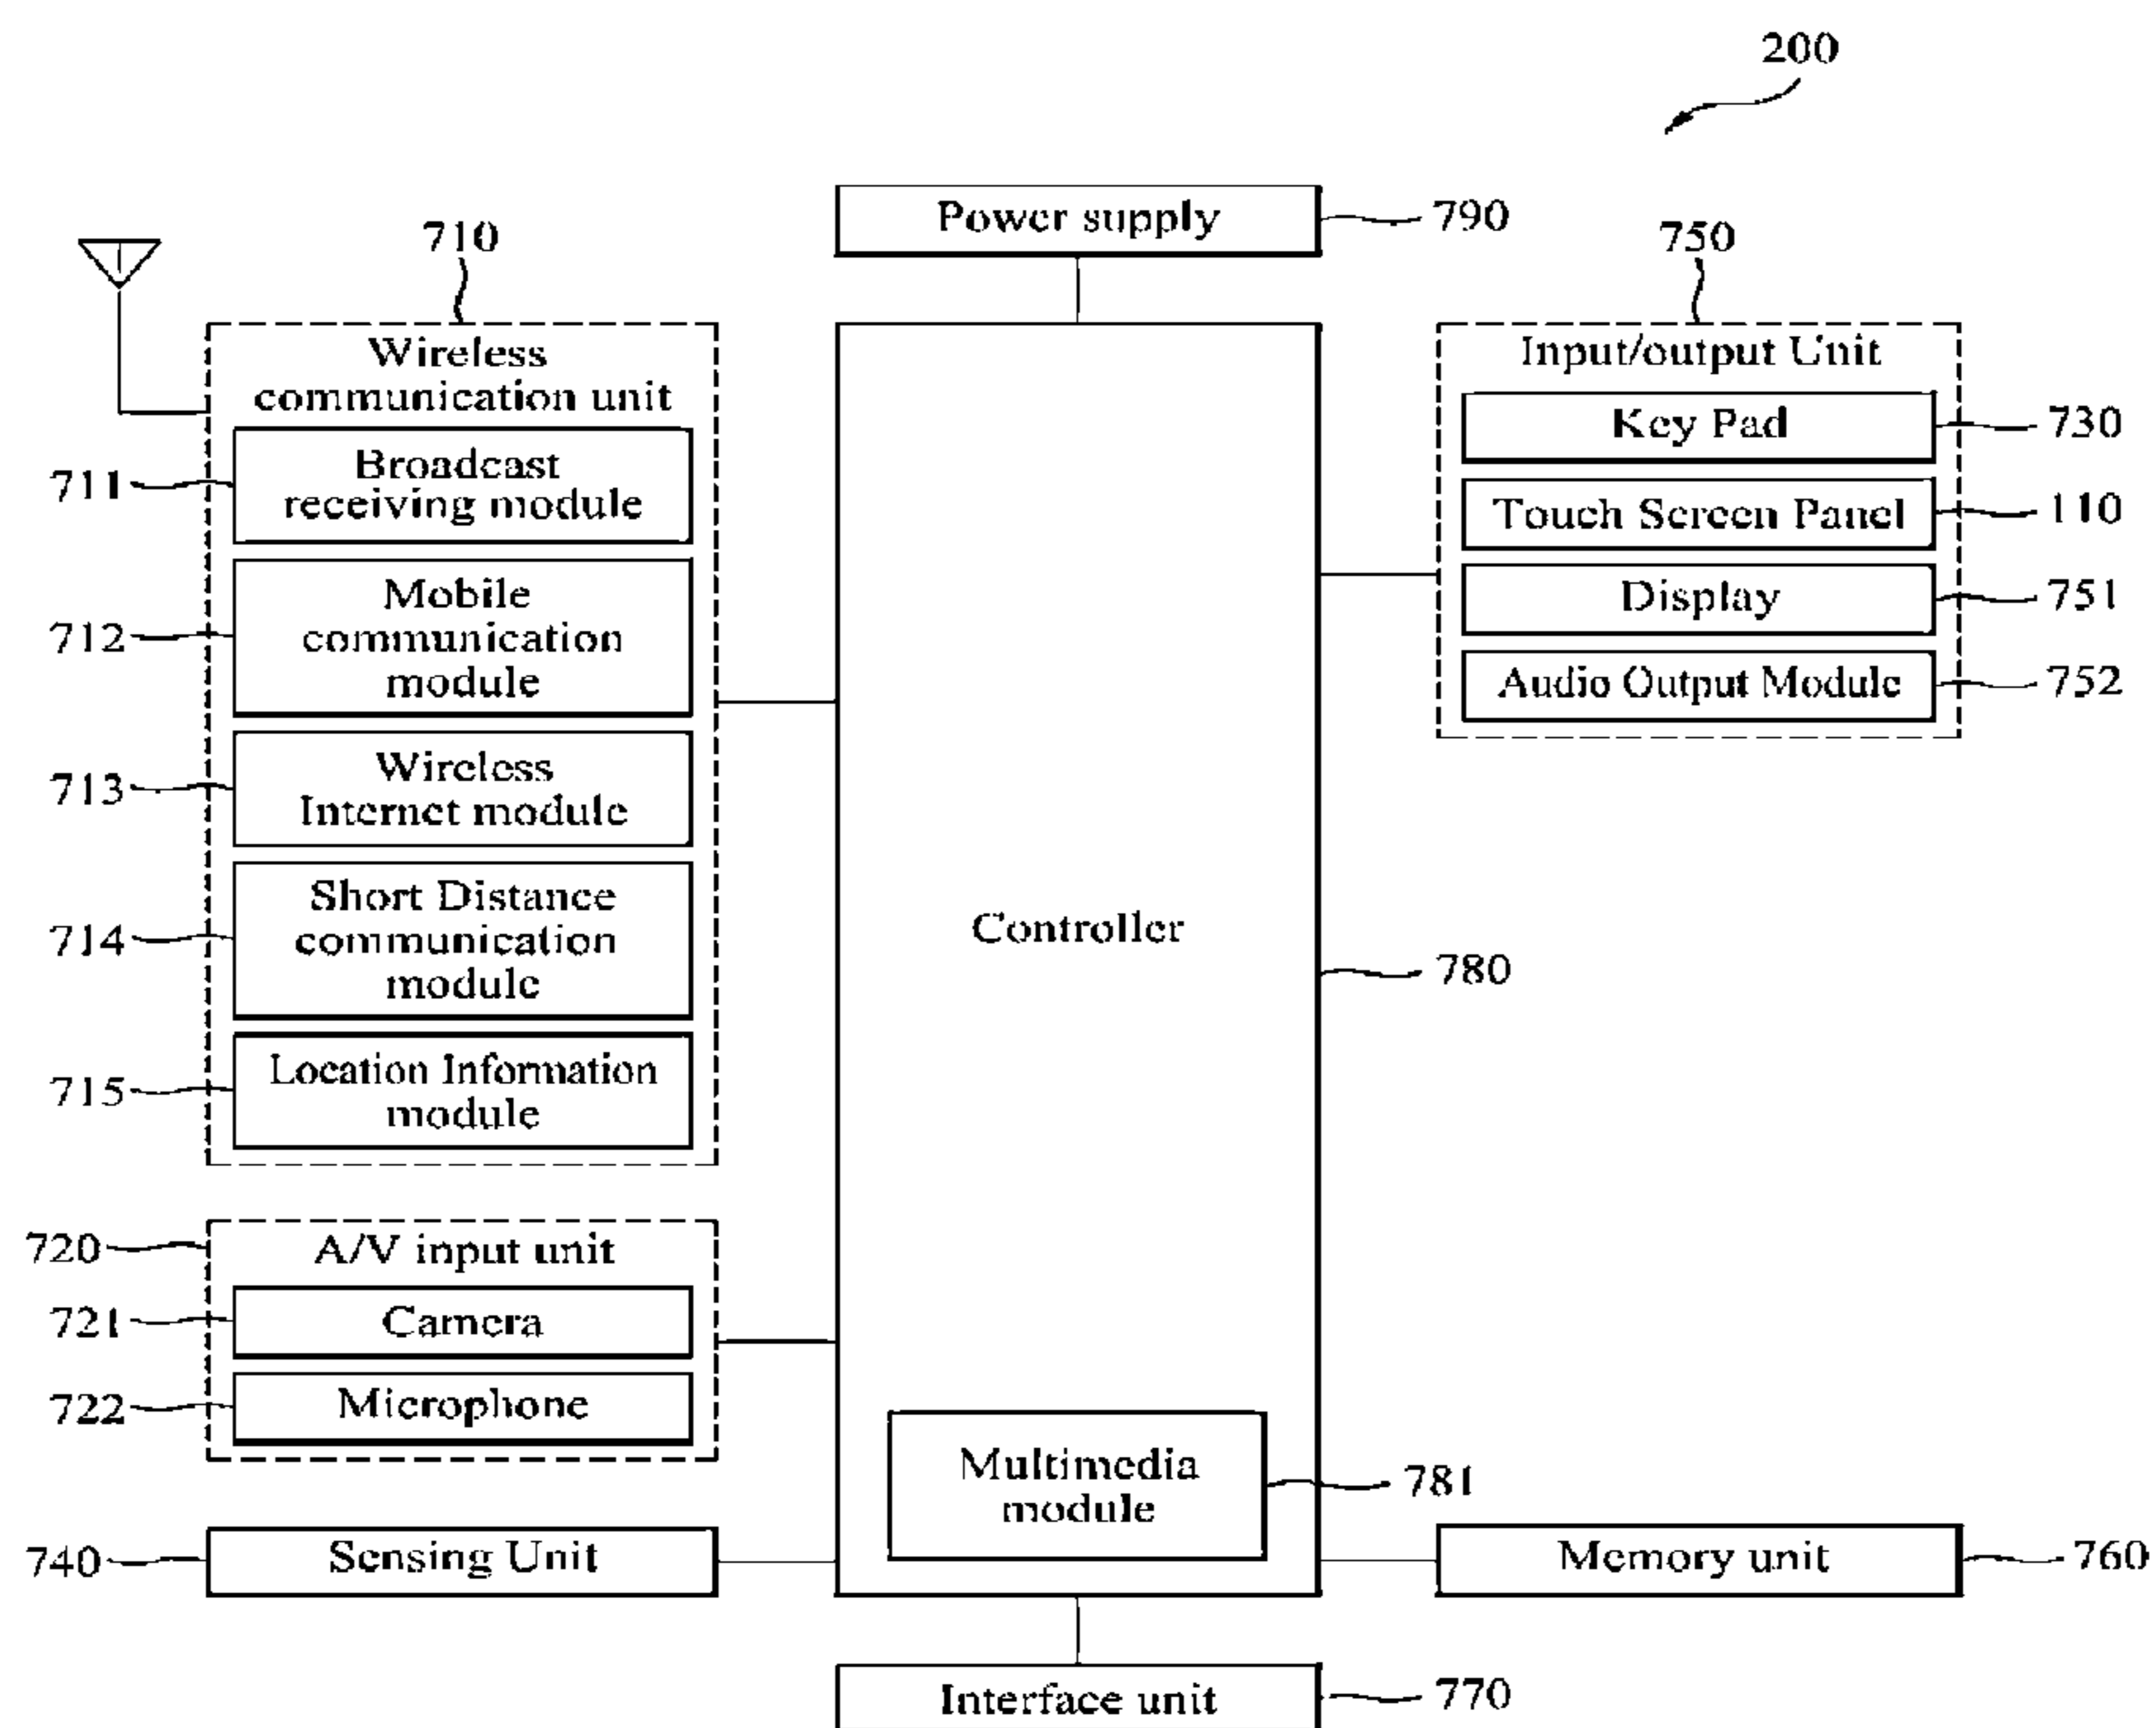 200
Power supply
790
710
Wireless
communication unit
711
Broadcast
receiving module
712
Mobile
communication
module
713
Wireless
Internet module
714
Short Distance
communication
module
715
Location Information
module
720
A/V input unit
721
Camera
722
Microphone
740
Sensing Unit
Controller
780
Multimedia
module
781
750
Input/output Unit
Key Pad
730
Touch Screen Panel
110
Display
751
Audio Output Module
752
Memory unit
760
Interface unit
770